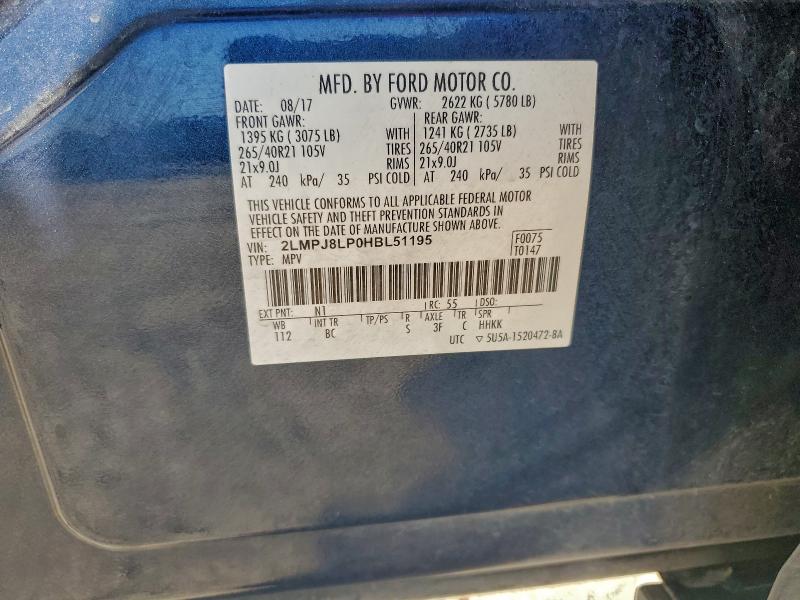 MFD. BY FORD MOTOR CO.
DATE: 08/17 GVWR: 2622 KG ( 5780 LB)
FRONT GAWR: REAR GAWR:
1395 KG ( 3075 LB) WITH 1241 KG ( 2735 LB) WITH
265/40R21 105V TIRES 265/40R21 105V TIRES
21x9.0J RIMS 21x9.0J RIMS
AT 240 kPa/ 35 PSI COLD AT 240 kPa/ 35 PSI COLD
THIS VEHICLE CONFORMS TO ALL APPLICABLE FEDERAL MOTOR
VEHICLE SAFETY AND THEFT PREVENTION STANDARDS IN
EFFECT ON THE DATE OF MANUFACTURE SHOWN ABOVE.
VIN: 2LMPJ8LP0HBL51195 F0075
TYPE: MPV T0147
EXT PNT: N1 RC: 55 DSO:
WB INT TR TP/PS R AXLE TR SPR
112 BC S 3F C HHKK
UTC ▽ 5U5A-1520472-BA